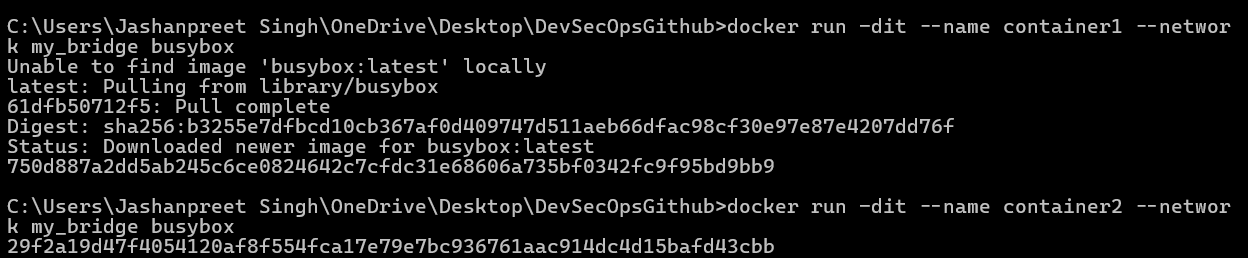 C:\Users\Jashanpreet Singh\OneDrive\Desktop\DevSecOpsGithub>docker run -dit --name container1 --networ
k my_bridge busybox
Unable to find image 'busybox:latest' locally
latest: Pulling from library/busybox
61dfb50712f5: Pull complete
Digest: sha256:b3255e7dfbcd10cb367af0d409747d511aeb66dfac98cf30e97e87e4207dd76f
Status: Downloaded newer image for busybox:latest
750d887a2dd5ab245c6ce0824642c7cfdc31e68606a735bf0342fc9f95bd9bb9
C:\Users\Jashanpreet Singh\OneDrive\Desktop\DevSecOpsGithub>docker run -dit --name container2 --networ
k my_bridge busybox
29f2a19d47f4054120af8f554fca17e79e7bc936761aac914dc4d15bafd43cbb